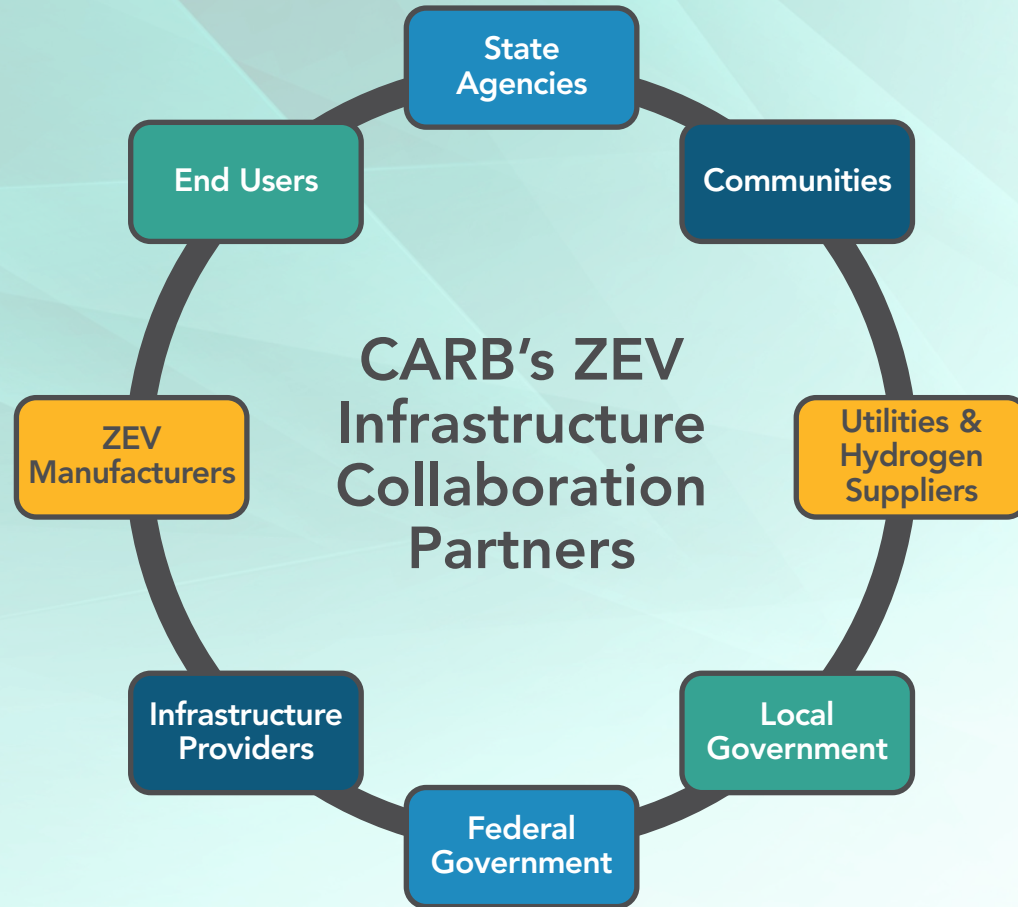 State
Agencies
End Users
Communities
CARB's ZEV
Infrastructure
Collaboration
Partners
ZEV
Manufacturers
Utilities &
Hydrogen
Suppliers
Infrastructure
Providers
Local
Government
Federal
Government